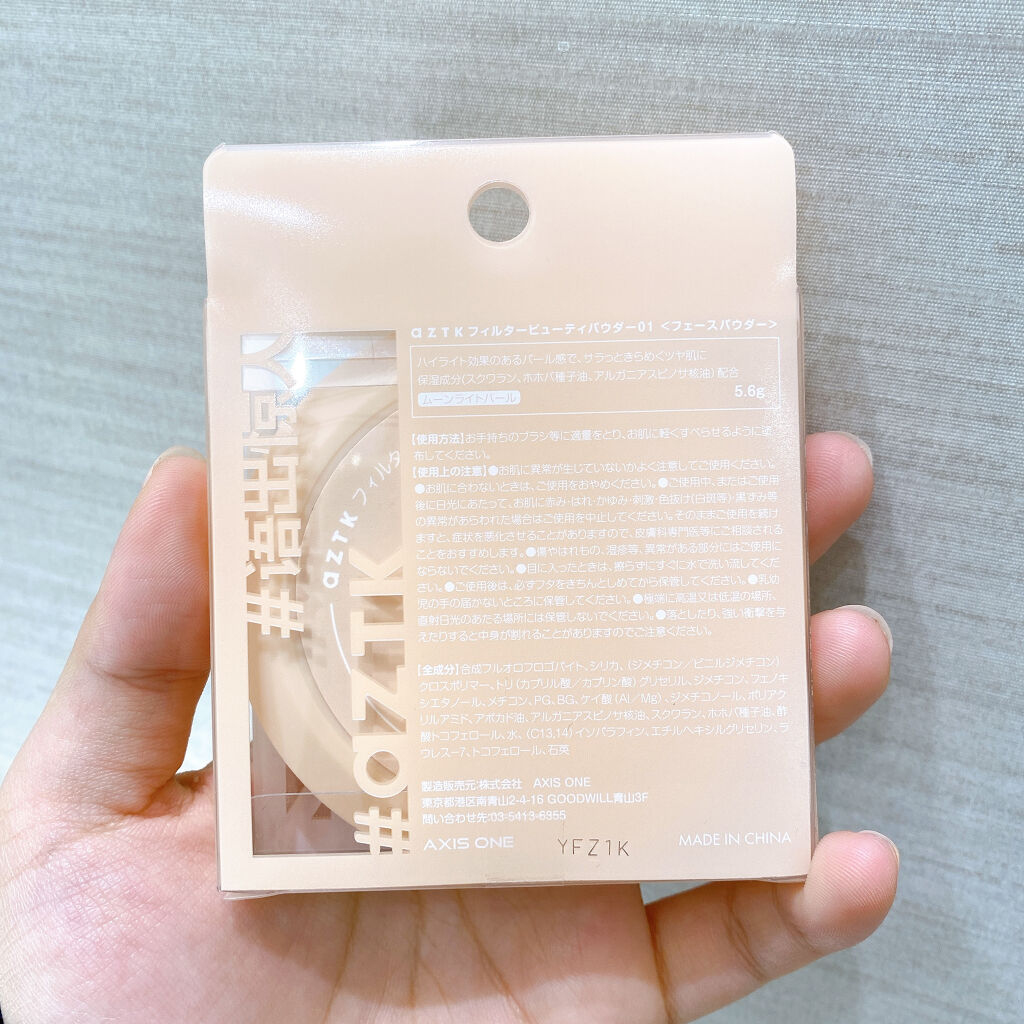 aZTK フィルタービューティパウダー01 <フェースパウダー>
ハイライト効果のあるパール感で、サラっときらめくツヤ肌に
保湿成分(スクワラン、ホホバ種子油、アルガニアスピノサ核油)配合
ムーンライトパール
5.6g
【使用方法】お手持ちのブラシ等に適量をとり、お肌に軽くすべらせるように塗
布してください。
【使用上の注意】●お肌に異常が生じていないかよく注意してご使用ください。
●お肌に合わないときは、ご使用をおやめください。●ご使用中、またはご使用
後に日光にあたって、お肌に赤み・はれ・かゆみ・刺激・色抜け(白斑等)・黒ずみ等
の異常があらわれた場合はご使用を中止してください。そのままご使用を続け
ますと、症状を悪化させることがありますので、皮膚科専門医等にご相談される
ことをおすすめします。●傷やはれもの、湿疹等、異常がある部分にはご使用に
ならないでください。●目に入ったときは、擦らずにすぐに水で洗い流してくだ
さい。●ご使用後は、必ずフタをきちんとしめてから保管してください。●乳幼
児の手の届かないところに保管してください。●極端に高温又は低温の場所、
直射日光のあたる場所には保管しないでください。●落としたり、強い衝撃を与
えたりすると中身が割れることがありますのでご注意ください。
【全成分】合成フルオロフロゴパイト、シリカ、(ジメチコン/ビニルジメチコン)
クロスポリマー、トリ(カプリル酸/カプリン酸)グリセリル、ジメチコン、フェノキ
シエタノール、メチコン、PG、BG、ケイ酸(Al/Mg)、ジメチコノール、ポリアク
リルアミド、アボカド油、アルガニアスピノサ核油、スクワラン、ホホバ種子油、酢
酸トコフェロール、水、(C13,14)イソパラフィン、エチルヘキシルグリセリン、ラ
ウレス-7、トコフェロール、石英
製造販売元:株式会社 AXIS ONE
東京都港区南青山2-4-16 GOODWILL青山3F
問い合わせ先:03-5413-6355
AXIS ONE
YFZ1K
MADE IN CHINA
#aZTK
aZTK フィルタ